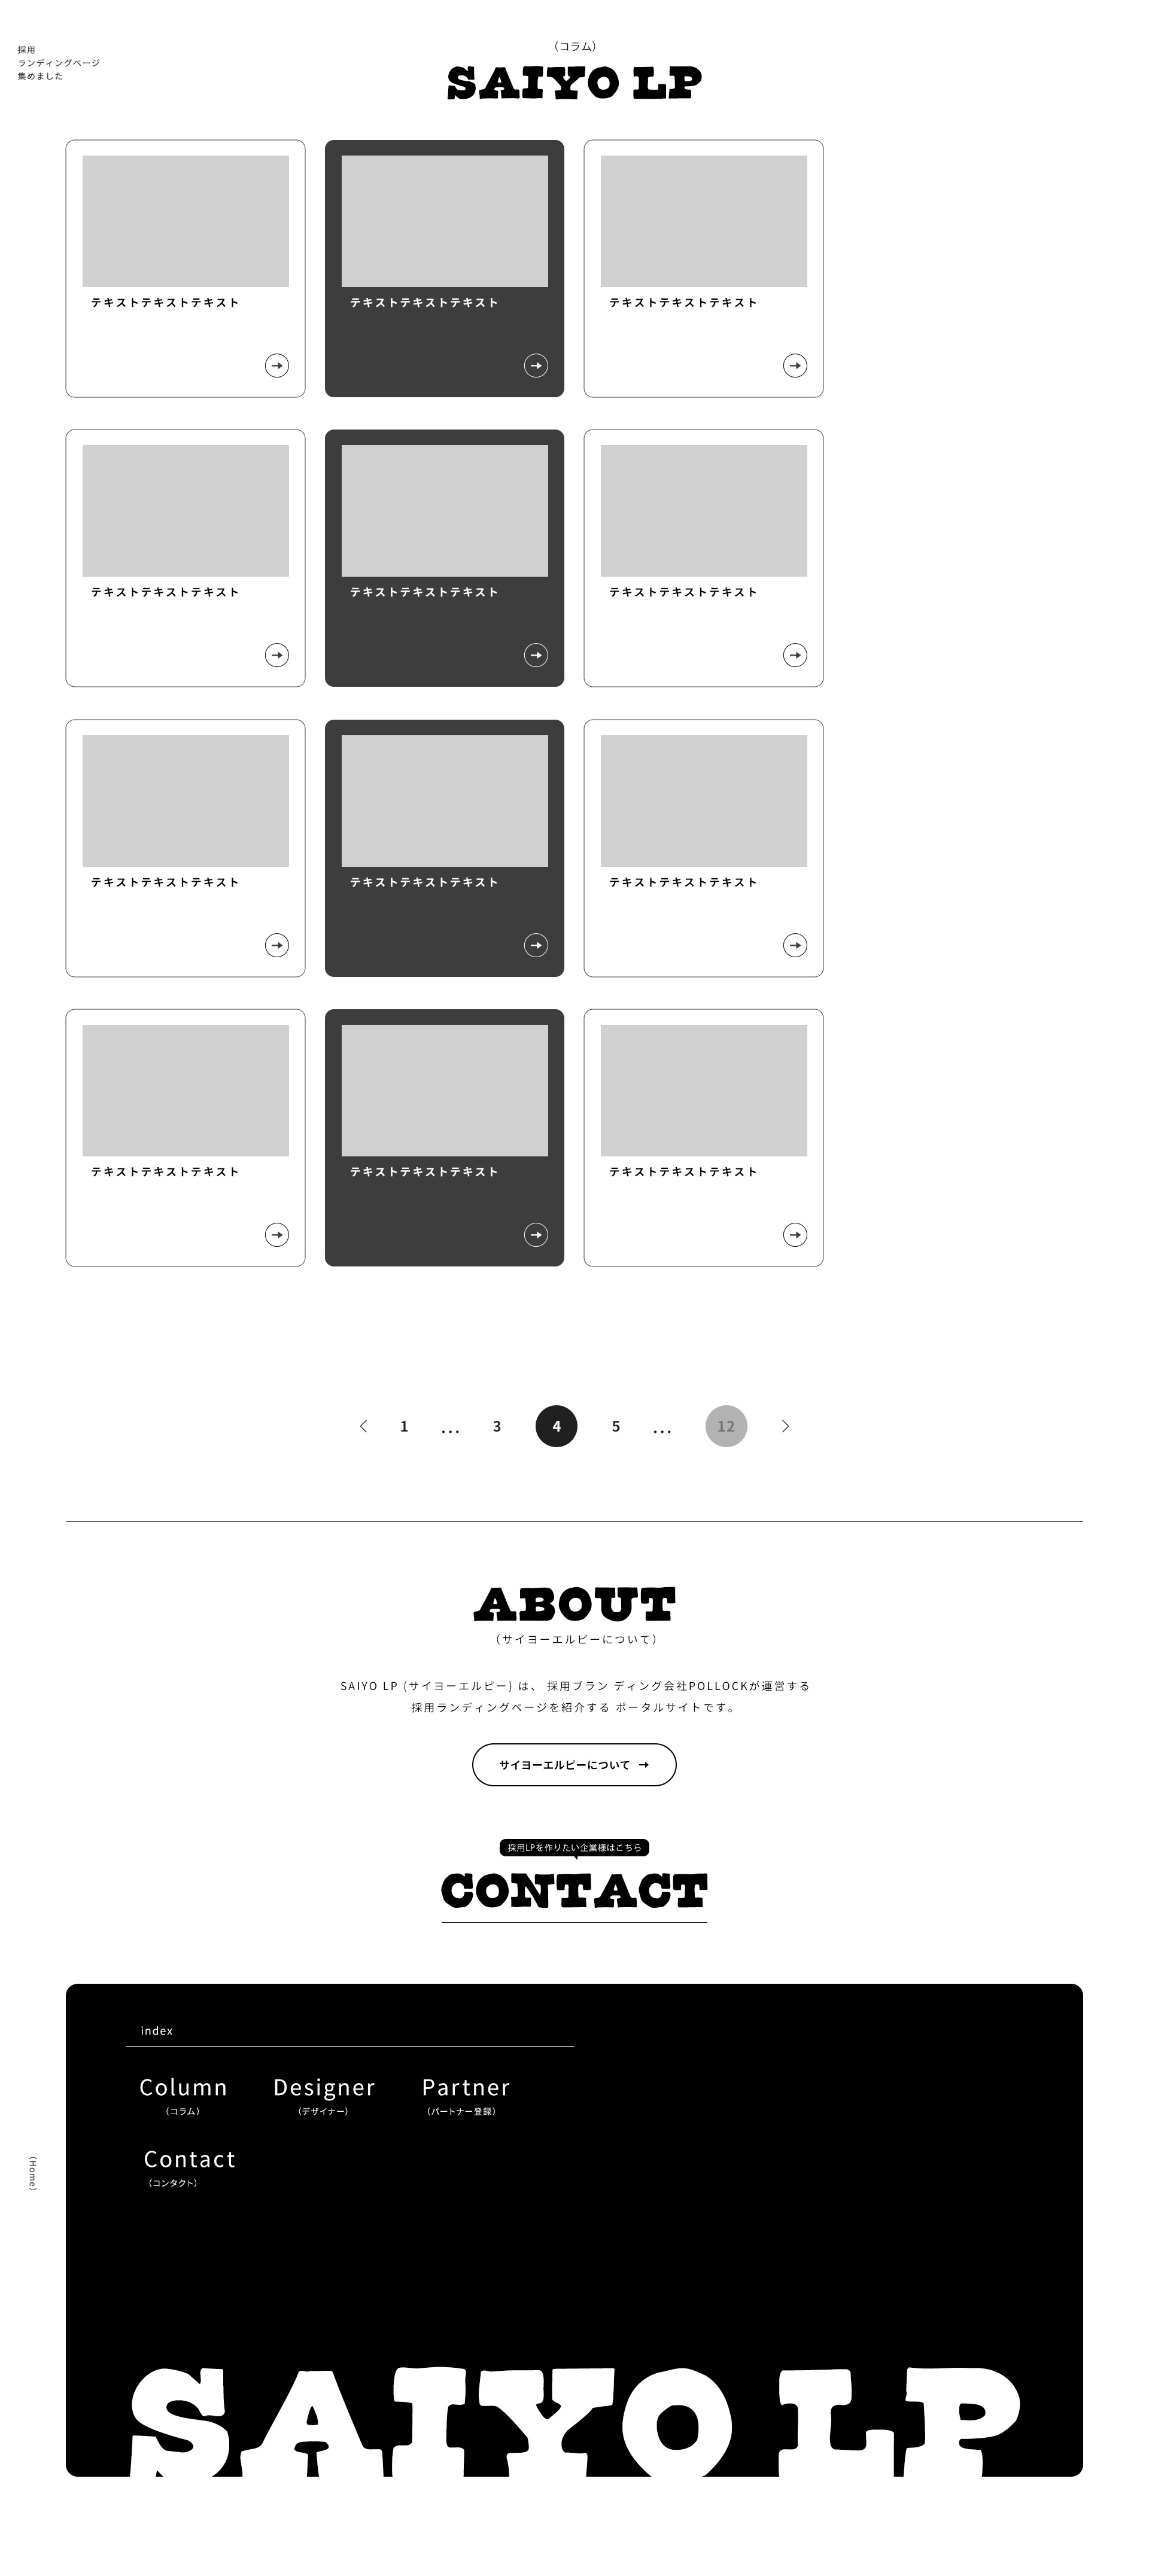 採用
ランディングページ
集めました
（コラム）
SAIYO LP
テキストテキストテキスト
テキストテキストテキスト
テキストテキストテキスト
テキストテキストテキスト
テキストテキストテキスト
テキストテキストテキスト
テキストテキストテキスト
テキストテキストテキスト
テキストテキストテキスト
テキストテキストテキスト
テキストテキストテキスト
テキストテキストテキスト
1 ... 3 4 5 ... 12
ABOUT
（サイヨーエルピーについて）
SAIYO LP (サイヨーエルピー) は、 採用ブラン ディング会社POLLOCKが運営する
採用ランディングページを紹介する ポータルサイトです。
サイヨーエルピーについて
採用LPを作りたい企業様はこちら
CONTACT
index
Column Designer Partner
（コラム） （デザイナー） （パートナー登録）
Contact
（コンタクト）
（Home）
SAIYO LP